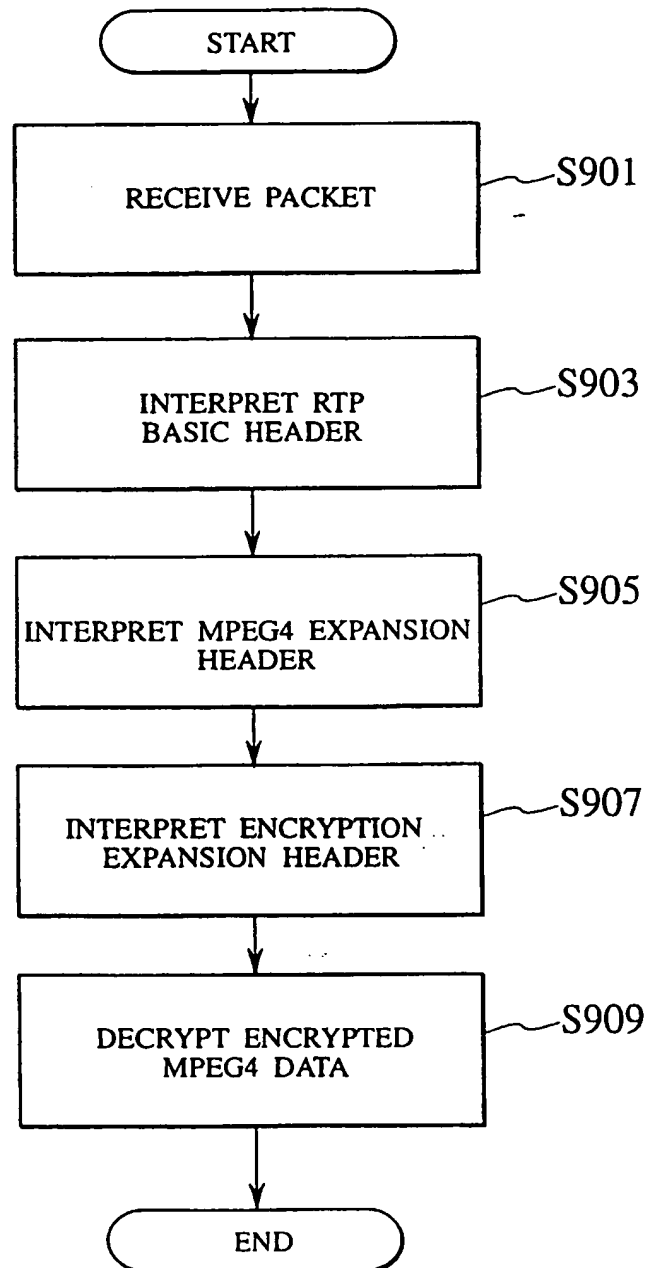 START
RECEIVE PACKET
S901
INTERPRET RTP
BASIC HEADER
S903
INTERPRET MPEG4 EXPANSION
HEADER
S905
INTERPRET ENCRYPTION
EXPANSION HEADER
S907
DECRYPT ENCRYPTED
MPEG4 DATA
S909
END